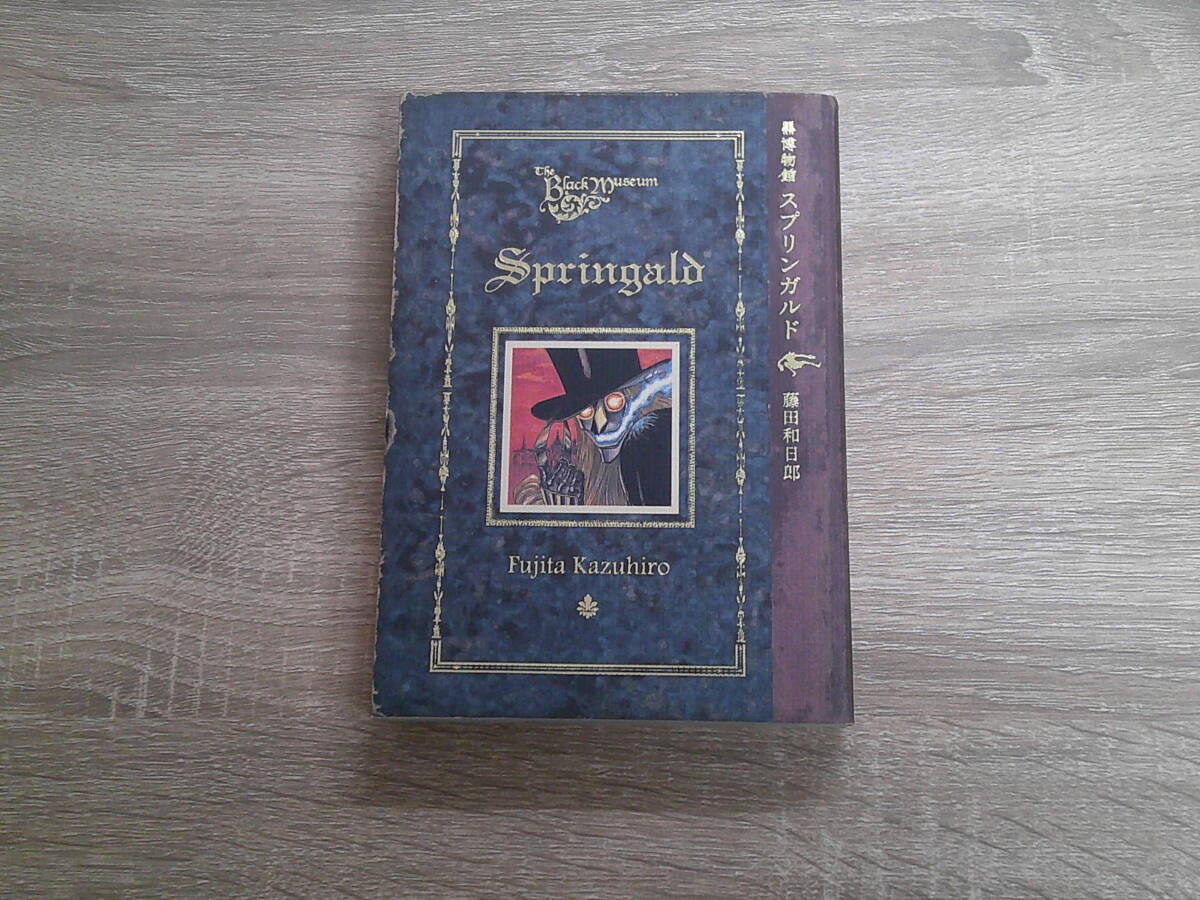 The
Black Museum
Springald
Fujita Kazuhiro
黒博物館 スプリンガルド
藤田和日郎